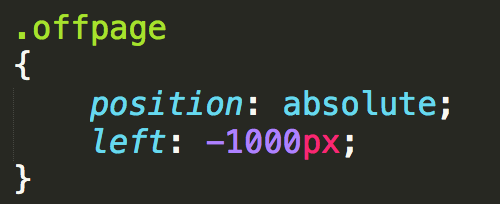 .offpage
{
position: absolute;
left: -1000px;
}